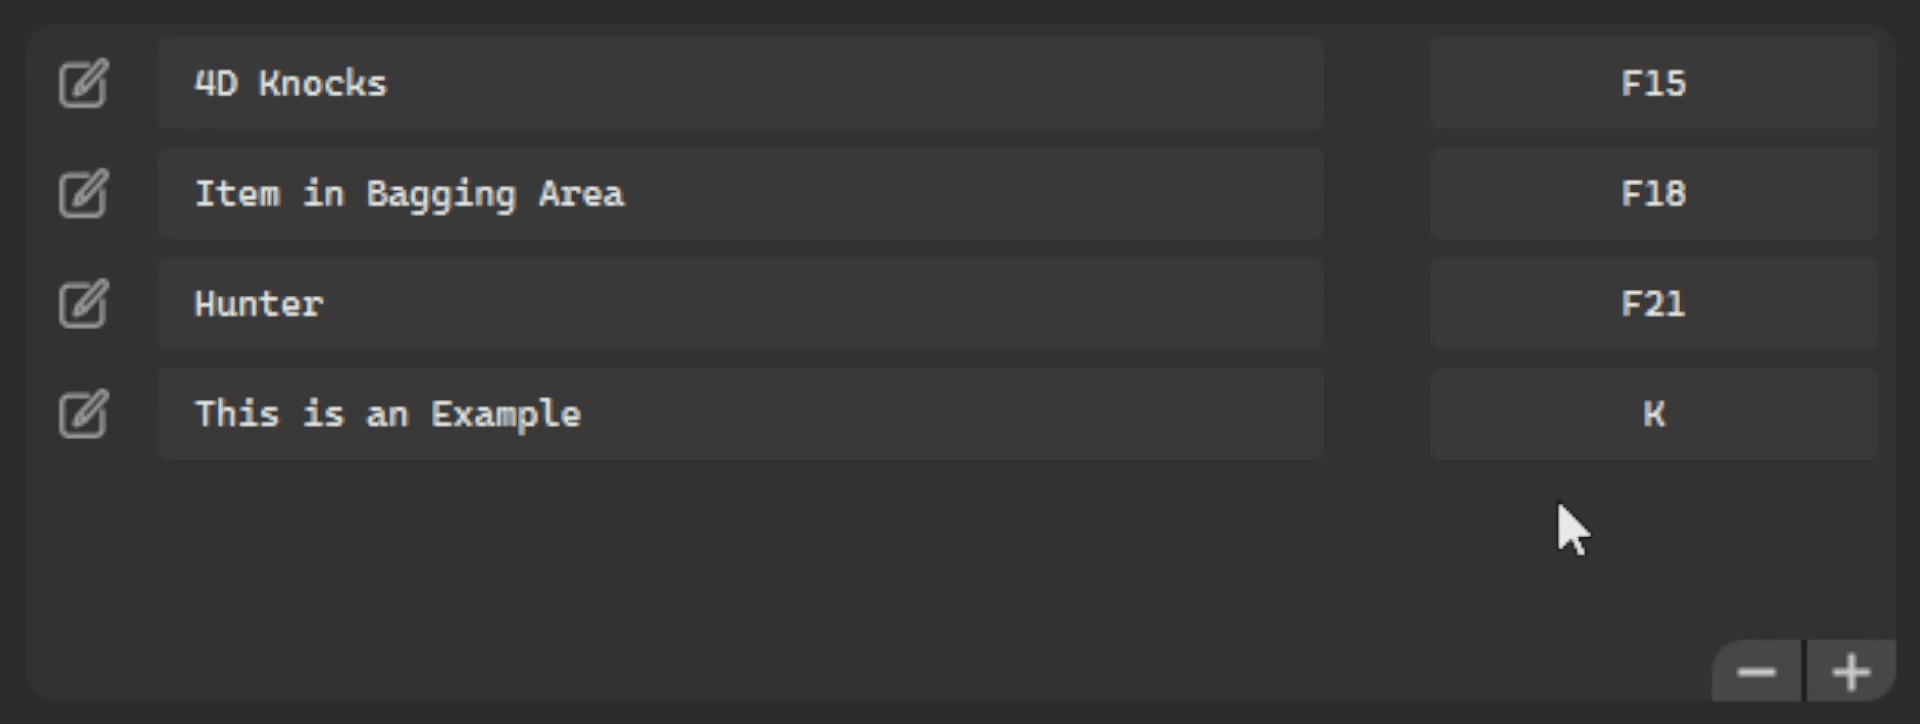 4D Knocks F15
Item in Bagging Area F18
Hunter F21
This is an Example K